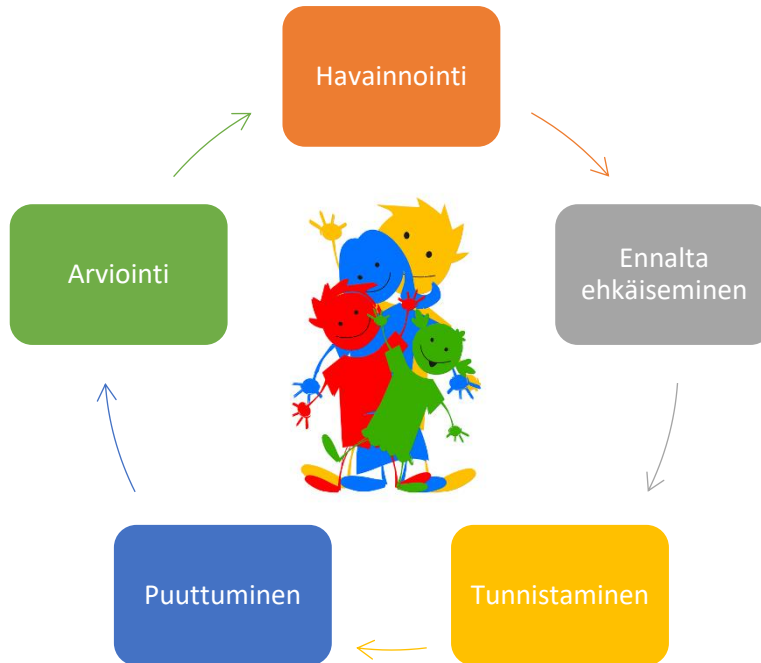 Havainnointi
Ennalta
ehkäiseminen
Tunnistaminen
Puuttuminen
Arviointi